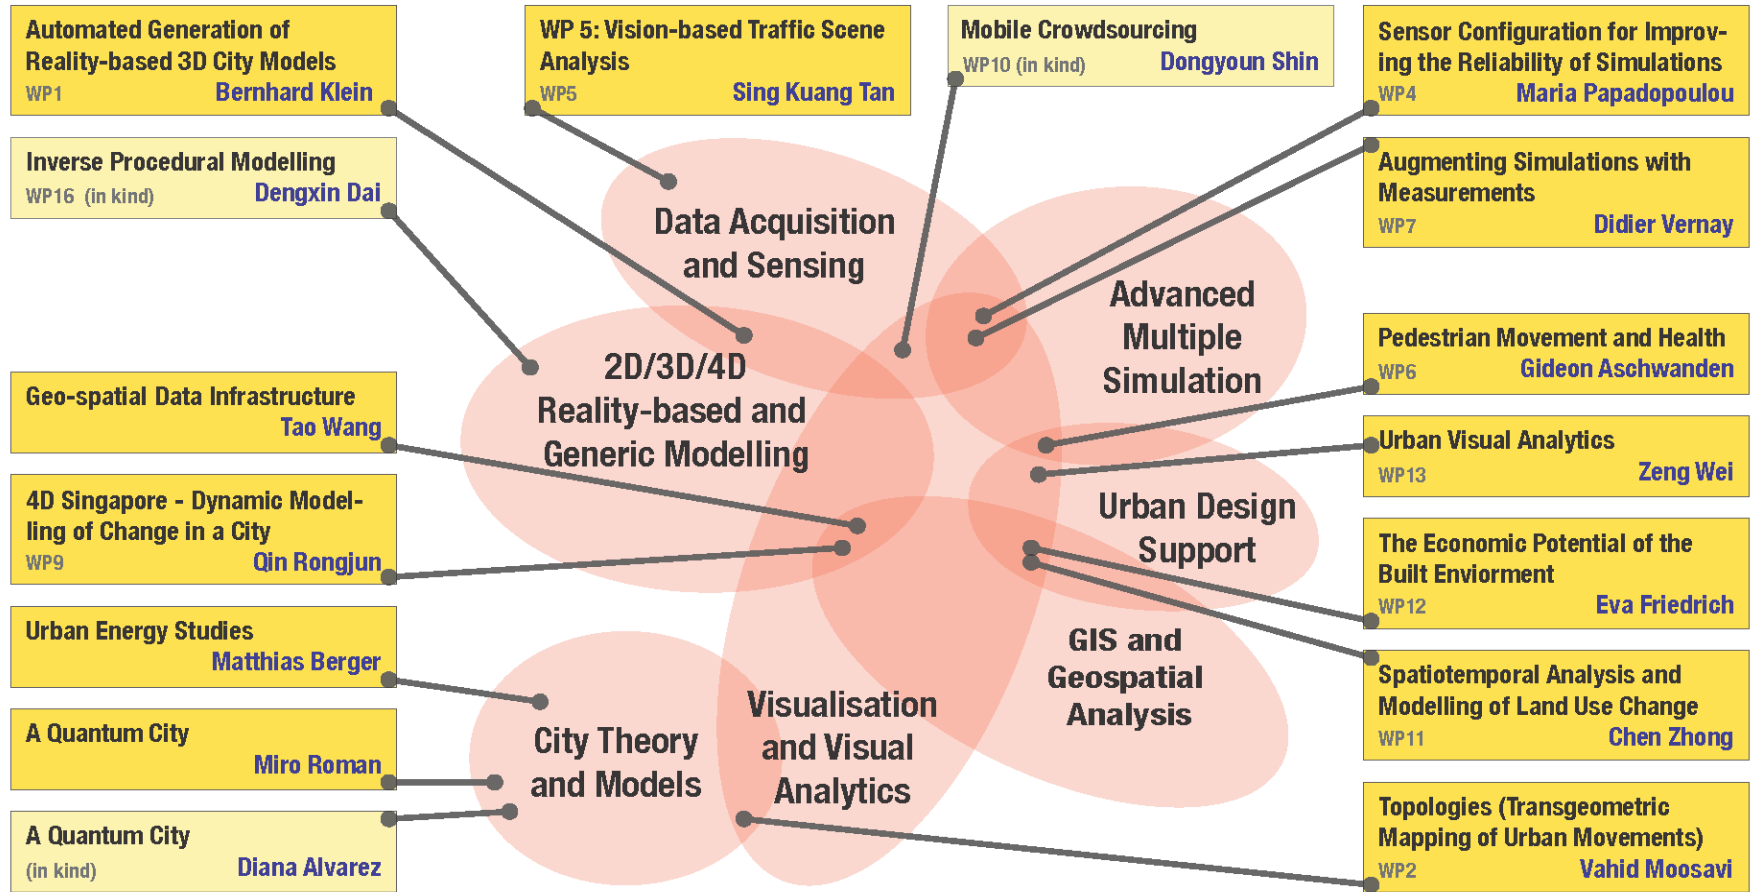 Automated Generation of
Reality-based 3D City Models
WP1 Bernhard Klein
WP 5: Vision-based Traffic Scene
Analysis
WP5 Sing Kuang Tan
Mobile Crowdsourcing
WP10 (in kind) Dongyoun Shin
Sensor Configuration for Improv-
ing the Reliability of Simulations
WP4 Maria Papadopoulou
Inverse Procedural Modelling
WP16 (in kind) Dengxin Dai
Augmenting Simulations with
Measurements
WP7 Didier Vernay
Data Acquisition
and Sensing
Advanced
Multiple
Simulation
2D/3D/4D
Reality-based and
Generic Modelling
Pedestrian Movement and Health
WP6 Gideon Aschwanden
Geo-spatial Data Infrastructure
Tao Wang
Urban Visual Analytics
WP13 Zeng Wei
4D Singapore - Dynamic Model-
ling of Change in a City
WP9 Qin Rongjun
Urban Design
Support
The Economic Potential of the
Built Enviorment
WP12 Eva Friedrich
Urban Energy Studies
Matthias Berger
GIS and
Geospatial
Analysis
Spatiotemporal Analysis and
Modelling of Land Use Change
WP11 Chen Zhong
A Quantum City
Miro Roman
City Theory
and Models
Visualisation
and Visual
Analytics
A Quantum City
(in kind) Diana Alvarez
Topologies (Transgeometric
Mapping of Urban Movements)
WP2 Vahid Moosavi